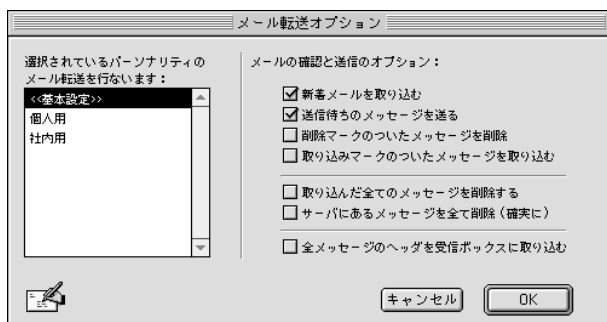 メール転送オプション
選択されているパーソナリティの
メール転送を行ないます：
<<基本設定>>
個人用
社内用
メールの確認と送信のオプション：
新着メールを取り込む
送信待ちのメッセージを送る
削除マークのついたメッセージを削除
取り込みマークのついたメッセージを取り込む
取り込んだ全てのメッセージを削除する
サーバにあるメッセージを全て削除（確実に）
全メッセージのヘッダを受信ボックスに取り込む
キャンセル
OK